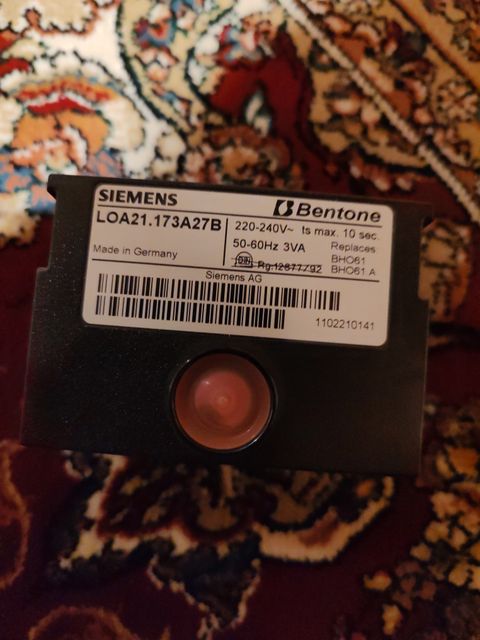 SIEMENS
Bentone
LOA21.173A27B
220-240V~ ts max. 10 sec.
50-60Hz 3VA
Replaces
BHO61
BHO61 A
Made in Germany
DIN Rg.12877/92
Siemens AG
1102210141